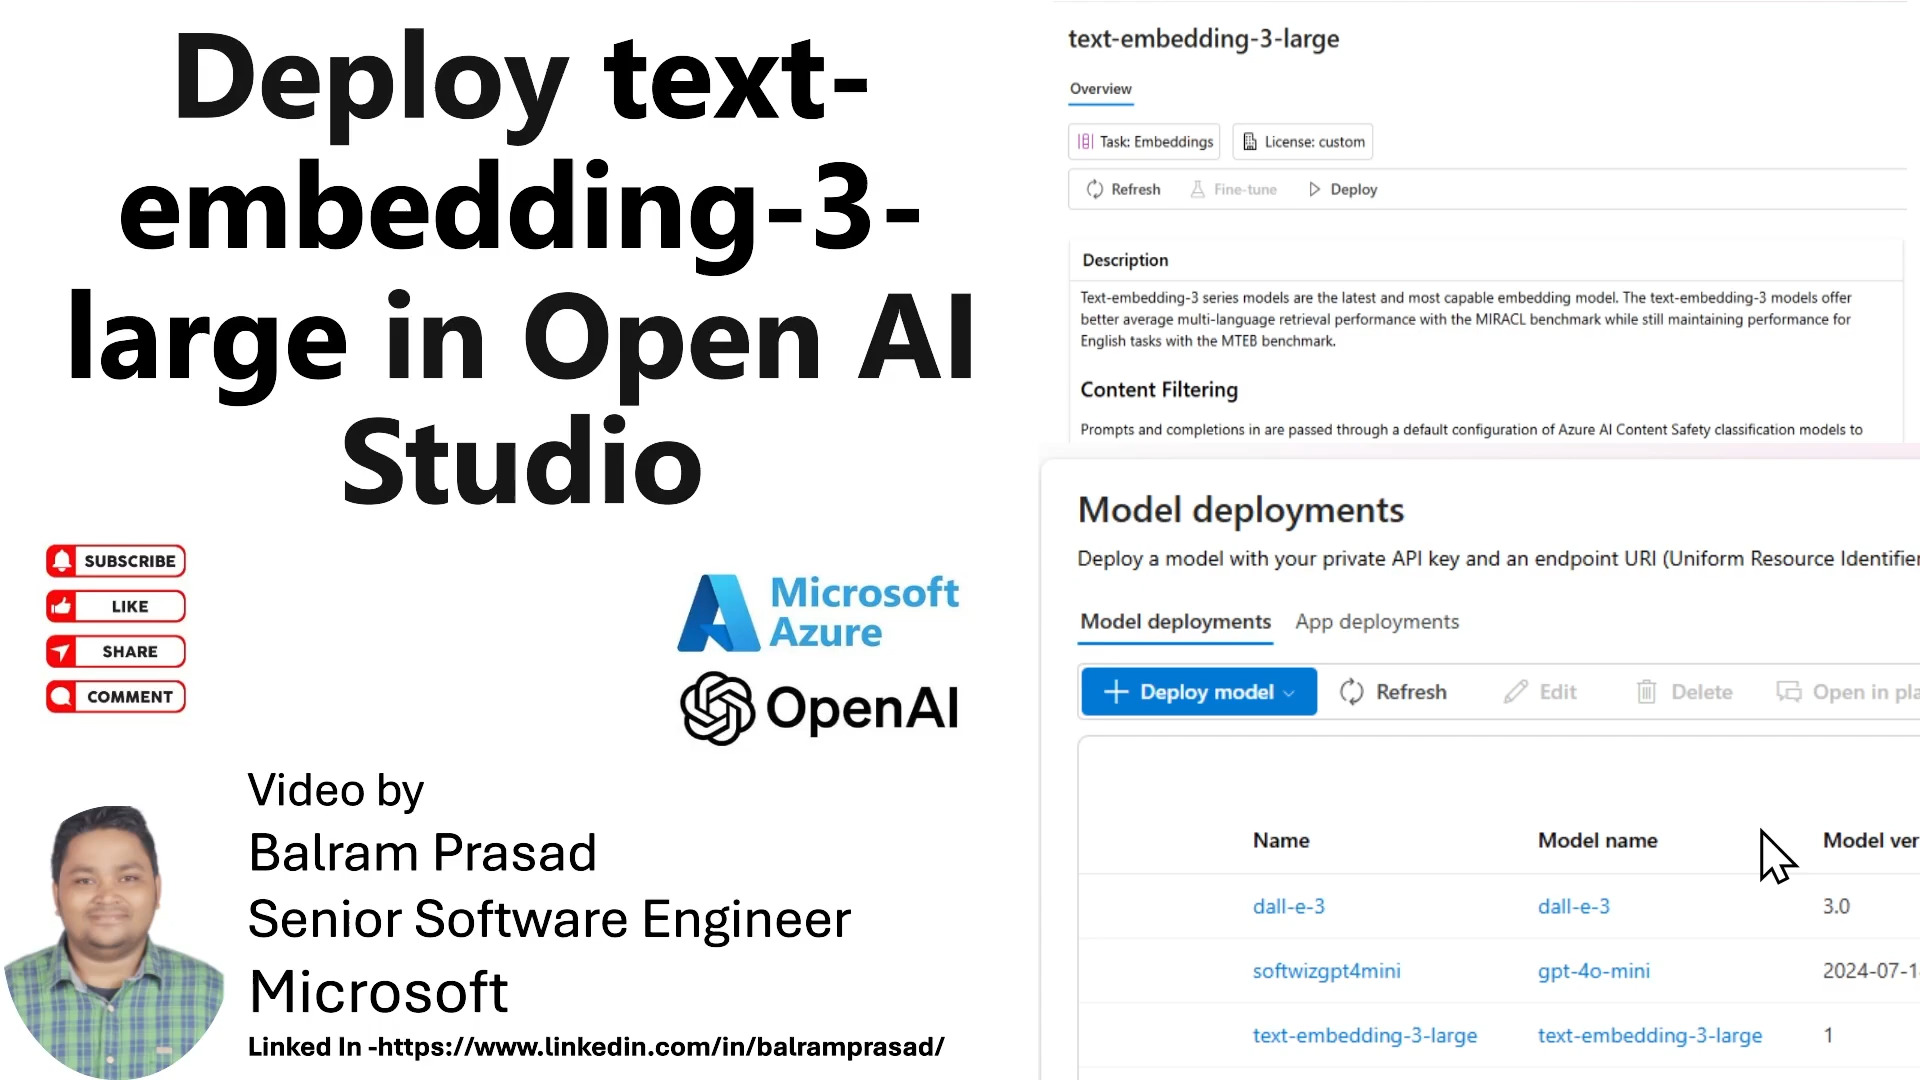 Deploy text-
embedding-3-
large in Open AI
Studio
SUBSCRIBE
LIKE
SHARE
COMMENT
Microsoft
Azure
OpenAI
Video by
Balram Prasad
Senior Software Engineer
Microsoft
Linked In -https://www.linkedin.com/in/balramprasad/
text-embedding-3-large
Overview
Task: Embeddings License: custom
Refresh Fine-tune Deploy
Description
Text-embedding-3 series models are the latest and most capable embedding model. The text-embedding-3 models offer
better average multi-language retrieval performance with the MIRACL benchmark while still maintaining performance for
English tasks with the MTEB benchmark.
Content Filtering
Prompts and completions in are passed through a default configuration of Azure AI Content Safety classification models to
Model deployments
Deploy a model with your private API key and an endpoint URI (Uniform Resource Identifier
Model deployments App deployments
Deploy model Refresh Edit Delete Open in pla
Name Model name Model ver
dall-e-3 dall-e-3 3.0
softwizgpt4mini gpt-4o-mini 2024-07-1
text-embedding-3-large text-embedding-3-large 1